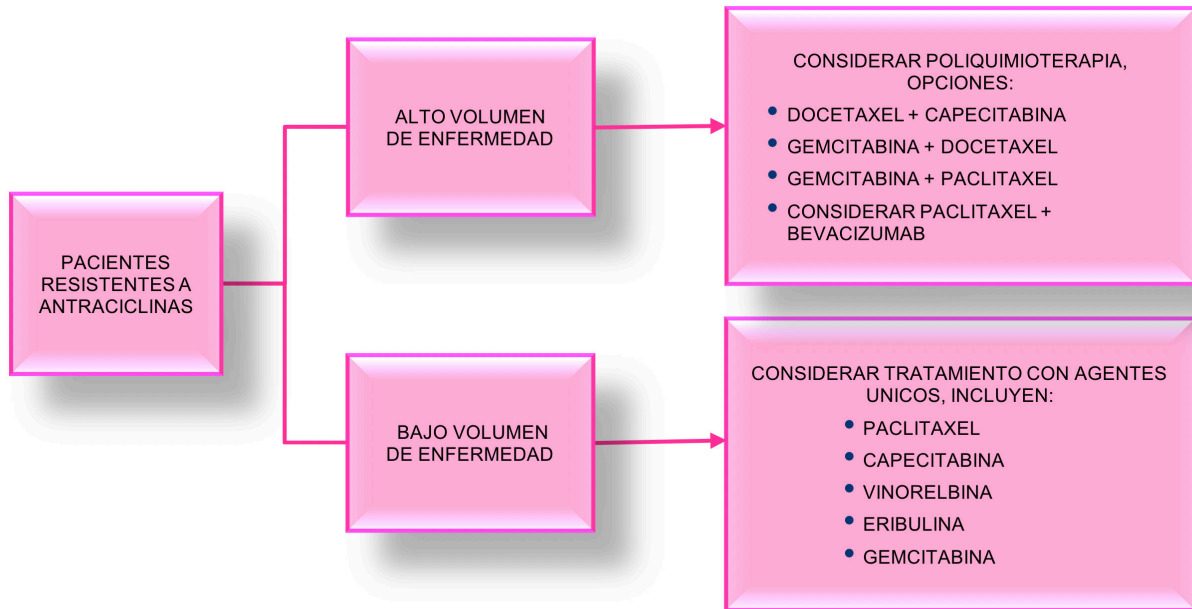 PACIENTES
RESISTENTES A
ANTRACICLINAS
ALTO VOLUMEN
DE ENFERMEDAD
CONSIDERAR POLIQUIMIOTERAPIA,
OPCIONES:
• DOCETAXEL + CAPECITABINA
• GEMCITABINA + DOCETAXEL
• GEMCITABINA + PACLITAXEL
• CONSIDERAR PACLITAXEL +
BEVACIZUMAB
BAJO VOLUMEN
DE ENFERMEDAD
CONSIDERAR TRATAMIENTO CON AGENTES
UNICOS, INCLUYEN:
• PACLITAXEL
• CAPECITABINA
• VINORELBINA
• ERIBULINA
• GEMCITABINA